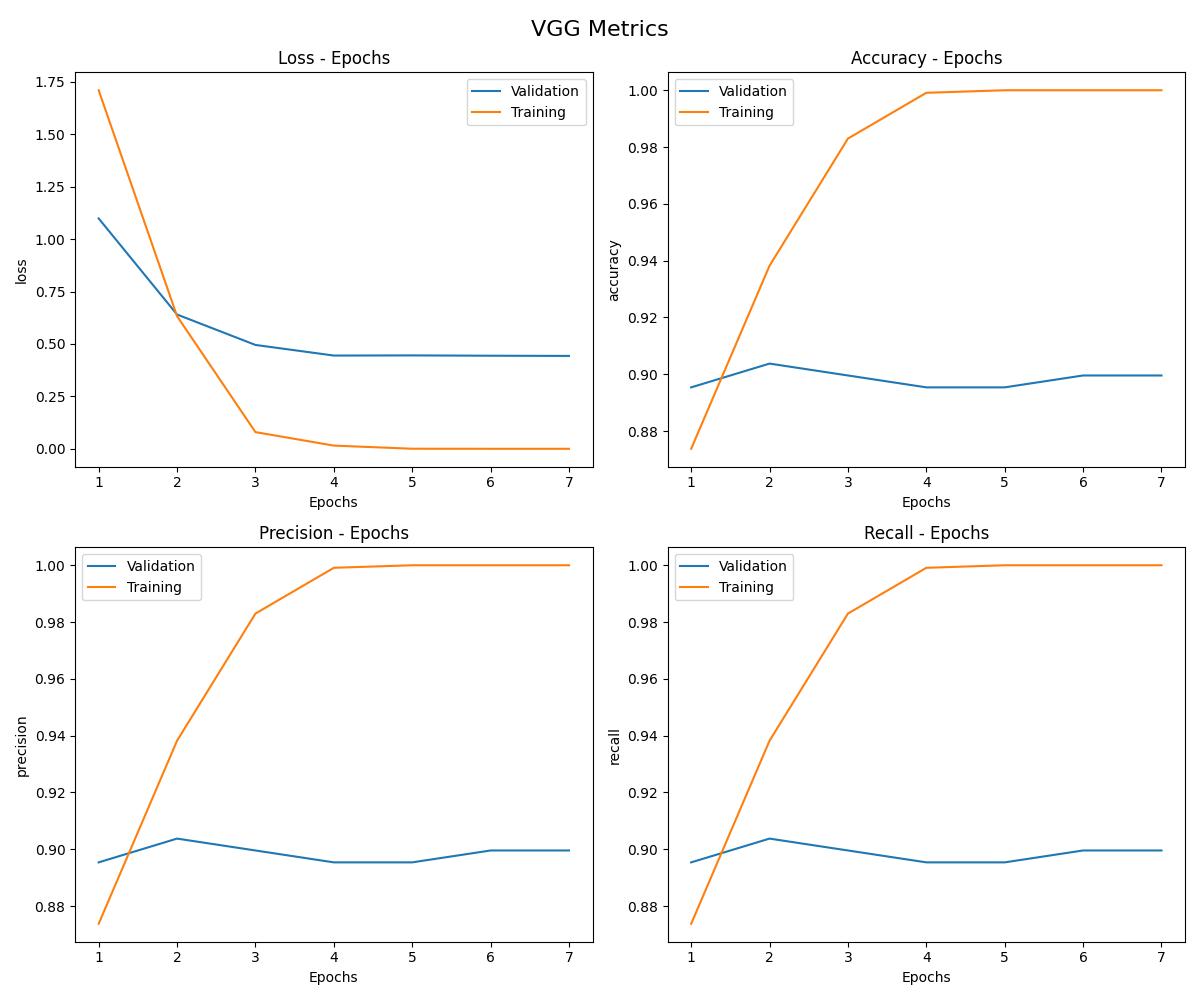 VGG Metrics
Loss - Epochs
1.75
1.50
1.25
1.00
0.75
0.50
0.25
0.00
loss
Validation
Training
1 2 3 4 5 6 7
Epochs
Accuracy - Epochs
1.00
0.98
0.96
0.94
0.92
0.90
0.88
accuracy
Validation
Training
1 2 3 4 5 6 7
Epochs
Precision - Epochs
1.00
0.98
0.96
0.94
0.92
0.90
0.88
precision
Validation
Training
1 2 3 4 5 6 7
Epochs
Recall - Epochs
1.00
0.98
0.96
0.94
0.92
0.90
0.88
recall
Validation
Training
1 2 3 4 5 6 7
Epochs